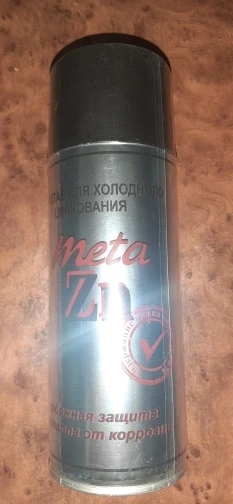 ДЛЯ ХОЛОДНОГО
ЦИНКОВАНИЯ
Meta
Zn
защита
от коррозии